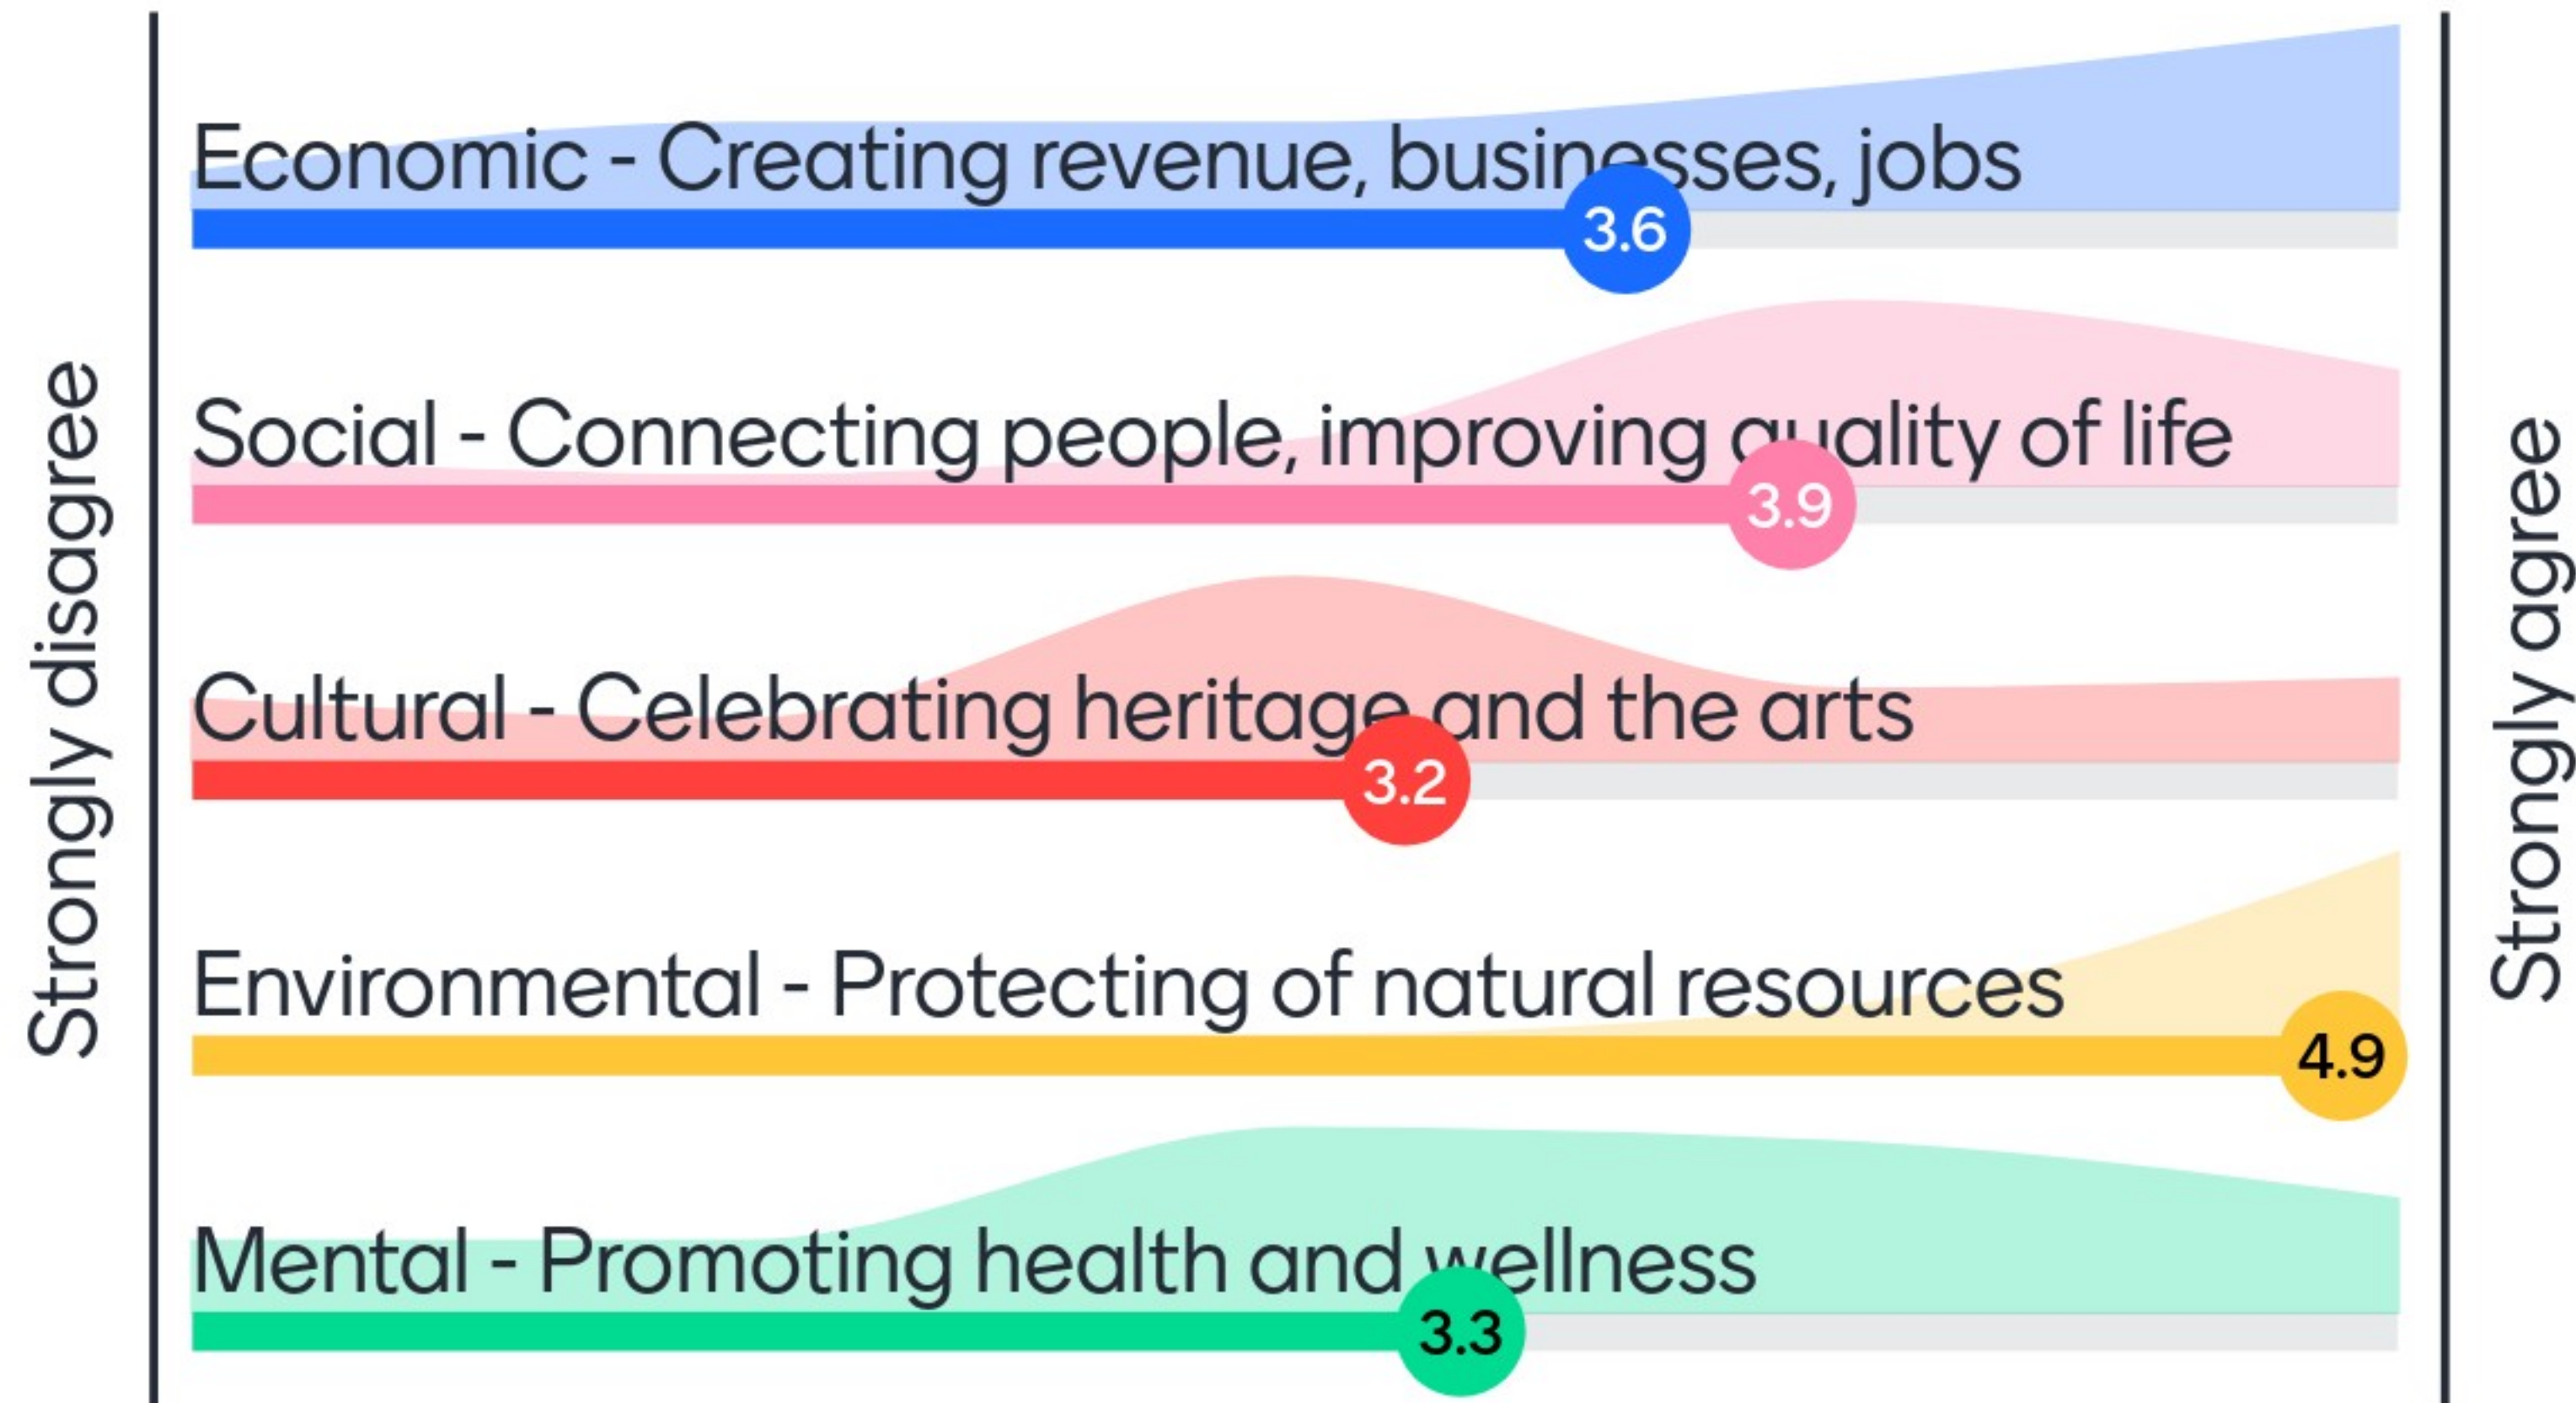 Strongly disagree
Economic - Creating revenue, businesses, jobs
3.6
Social - Connecting people, improving quality of life
3.9
Cultural - Celebrating heritage and the arts
3.2
Environmental - Protecting of natural resources
4.9
Mental - Promoting health and wellness
3.3
Strongly agree